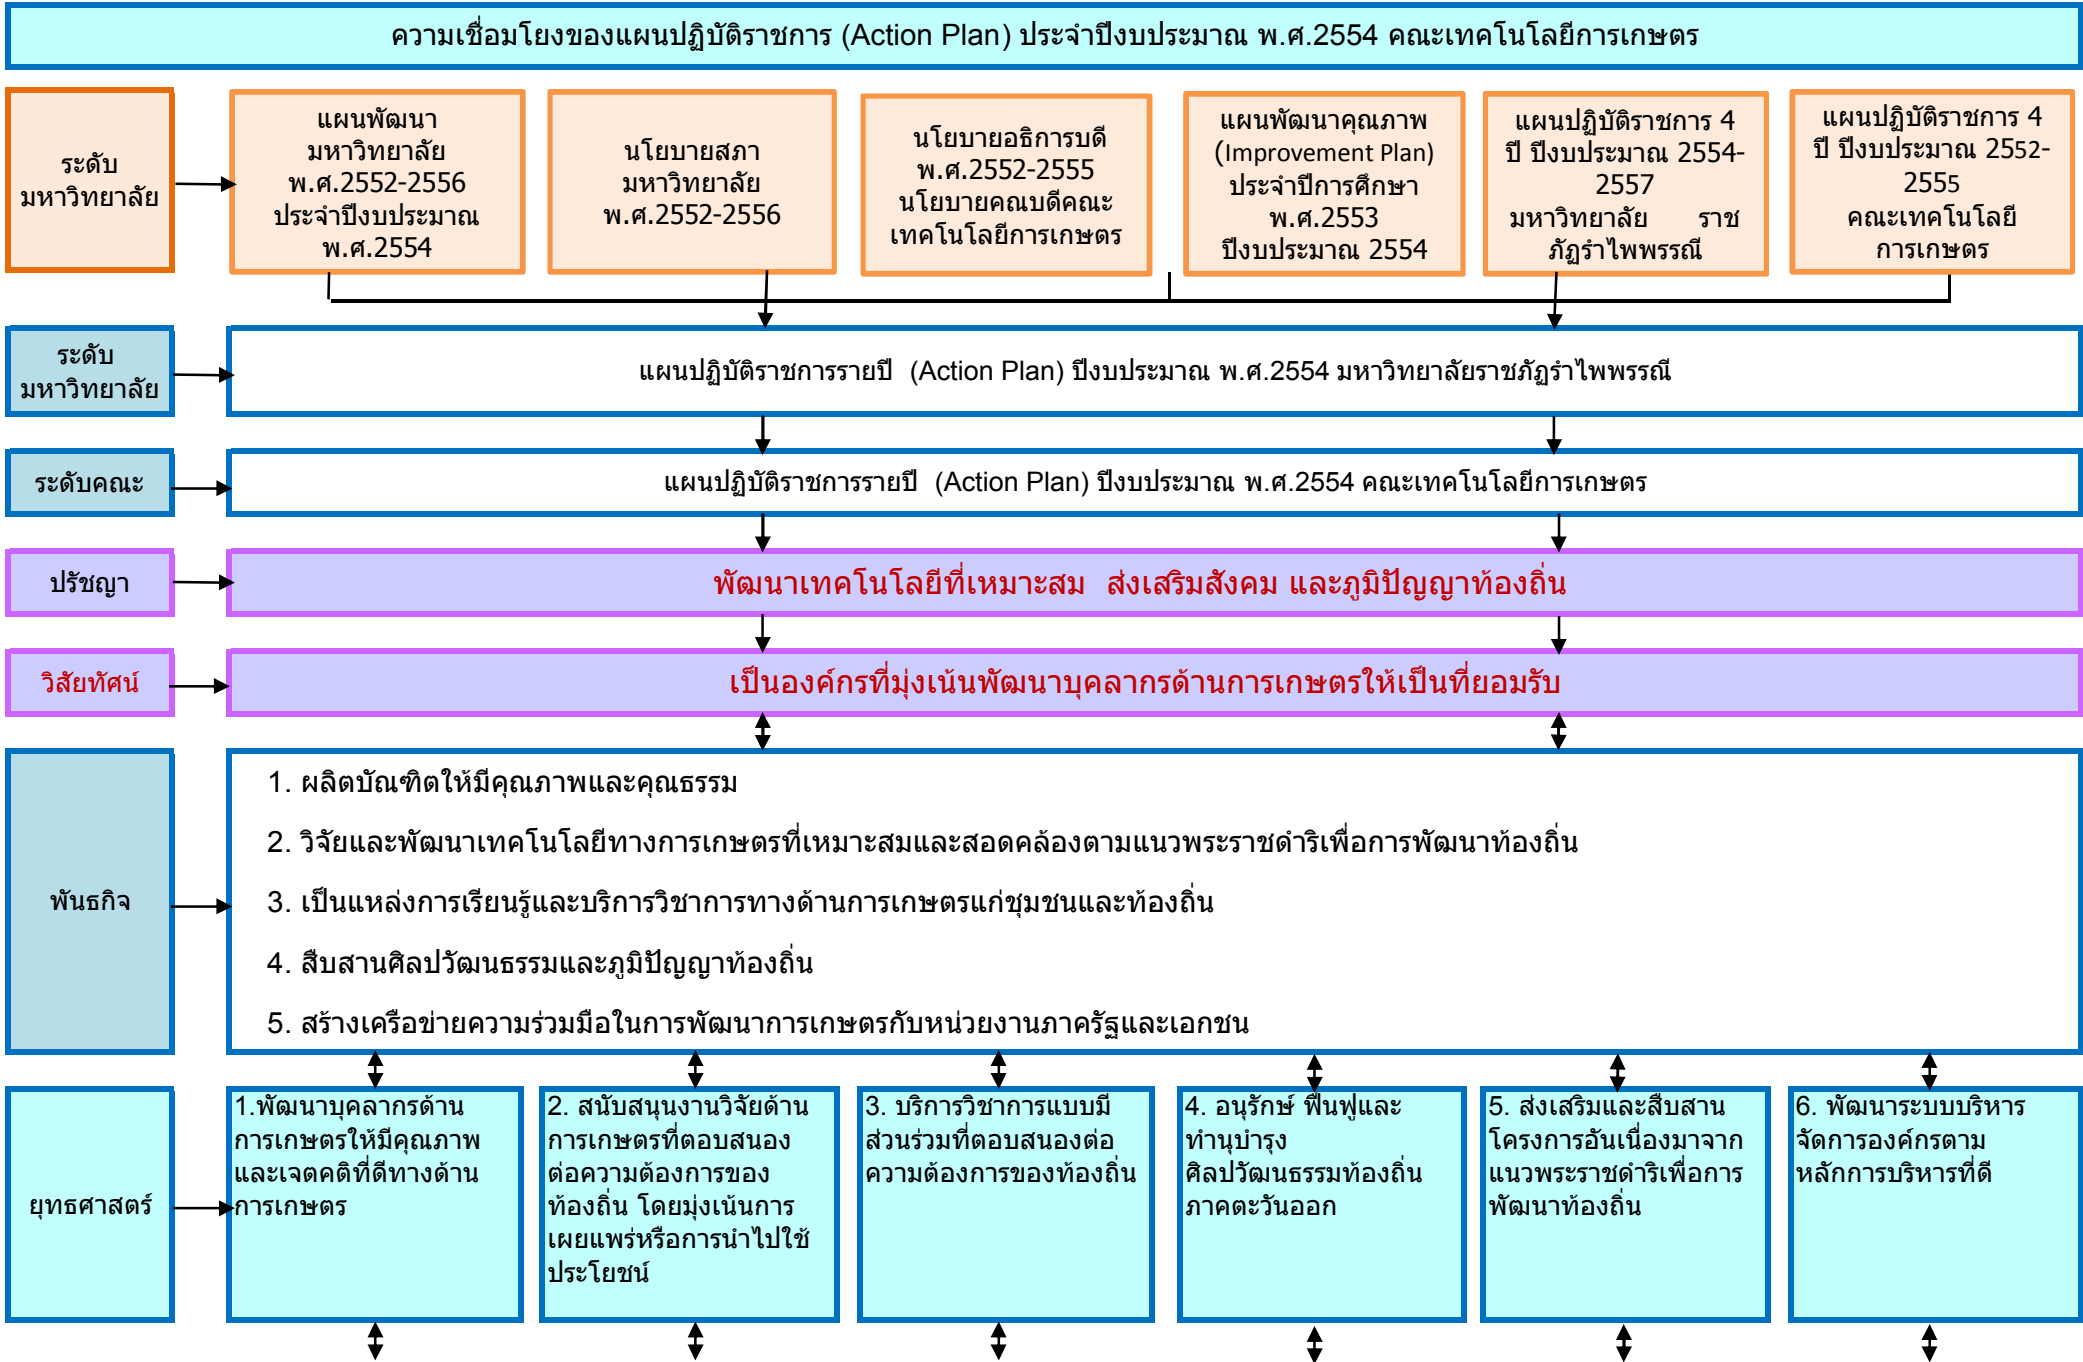 ความเชื่อมโยงของแผนปฏิบัติราชการ (Action Plan) ประจำปีงบประมาณ พ.ศ.2554 คณะเทคโนโลยีการเกษตร
ระดับ
มหาวิทยาลัย
แผนพัฒนา
มหาวิทยาลัย
พ.ศ.2552-2556
ประจำปีงบประมาณ
พ.ศ.2554
นโยบายสภา
มหาวิทยาลัย
พ.ศ.2552-2556
นโยบายอธิการบดี
พ.ศ.2552-2555
นโยบายคณบดีคณะ
เทคโนโลยีการเกษตร
แผนพัฒนาคุณภาพ
(Improvement Plan)
ประจำปีการศึกษา
พ.ศ.2553
ปีงบประมาณ 2554
แผนปฏิบัติราชการ 4
ปี ปีงบประมาณ 2554-
2557
มหาวิทยาลัย ราช
ภัฏรำไพพรรณี
แผนปฏิบัติราชการ 4
ปี ปีงบประมาณ 2552-
2555
คณะเทคโนโลยี
การเกษตร
ระดับ
มหาวิทยาลัย
แผนปฏิบัติราชการรายปี (Action Plan) ปีงบประมาณ พ.ศ.2554 มหาวิทยาลัยราชภัฏรำไพพรรณี
ระดับคณะ
แผนปฏิบัติราชการรายปี (Action Plan) ปีงบประมาณ พ.ศ.2554 คณะเทคโนโลยีการเกษตร
ปรัชญา
พัฒนาเทคโนโลยีที่เหมาะสม ส่งเสริมสังคม และภูมิปัญญาท้องถิ่น
วิสัยทัศน์
เป็นองค์กรที่มุ่งเน้นพัฒนาบุคลากรด้านการเกษตรให้เป็นที่ยอมรับ
พันธกิจ
1. ผลิตบัณฑิตให้มีคุณภาพและคุณธรรม
2. วิจัยและพัฒนาเทคโนโลยีทางการเกษตรที่เหมาะสมและสอดคล้องตามแนวพระราชดำริเพื่อการพัฒนาท้องถิ่น
3. เป็นแหล่งการเรียนรู้และบริการวิชาการทางด้านการเกษตรแก่ชุมชนและท้องถิ่น
4. สืบสานศิลปวัฒนธรรมและภูมิปัญญาท้องถิ่น
5. สร้างเครือข่ายความร่วมมือในการพัฒนาการเกษตรกับหน่วยงานภาครัฐและเอกชน
ยุทธศาสตร์
1.พัฒนาบุคลากรด้าน
การเกษตรให้มีคุณภาพ
และเจตคติที่ดีทางด้าน
การเกษตร
2. สนับสนุนงานวิจัยด้าน
การเกษตรที่ตอบสนอง
ต่อความต้องการของ
ท้องถิ่น โดยมุ่งเน้นการ
เผยแพร่หรือการนำไปใช้
ประโยชน์
3. บริการวิชาการแบบมี
ส่วนร่วมที่ตอบสนองต่อ
ความต้องการของท้องถิ่น
4. อนุรักษ์ ฟื้นฟูและ
ทำนุบำรุง
ศิลปวัฒนธรรมท้องถิ่น
ภาคตะวันออก
5. ส่งเสริมและสืบสาน
โครงการอันเนื่องมาจาก
แนวพระราชดำริเพื่อการ
พัฒนาท้องถิ่น
6. พัฒนาระบบบริหาร
จัดการองค์กรตาม
หลักการบริหารที่ดี